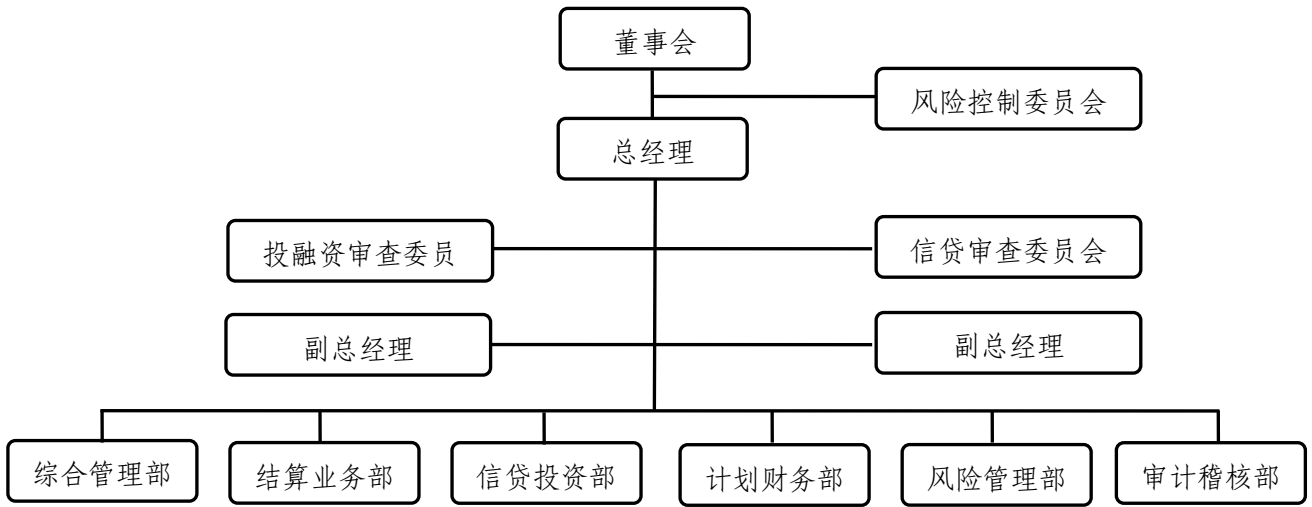 董事会
风险控制委员会
总经理
投融资审查委员
信贷审查委员会
副总经理
副总经理
综合管理部
结算业务部
信贷投资部
计划财务部
风险管理部
审计稽核部